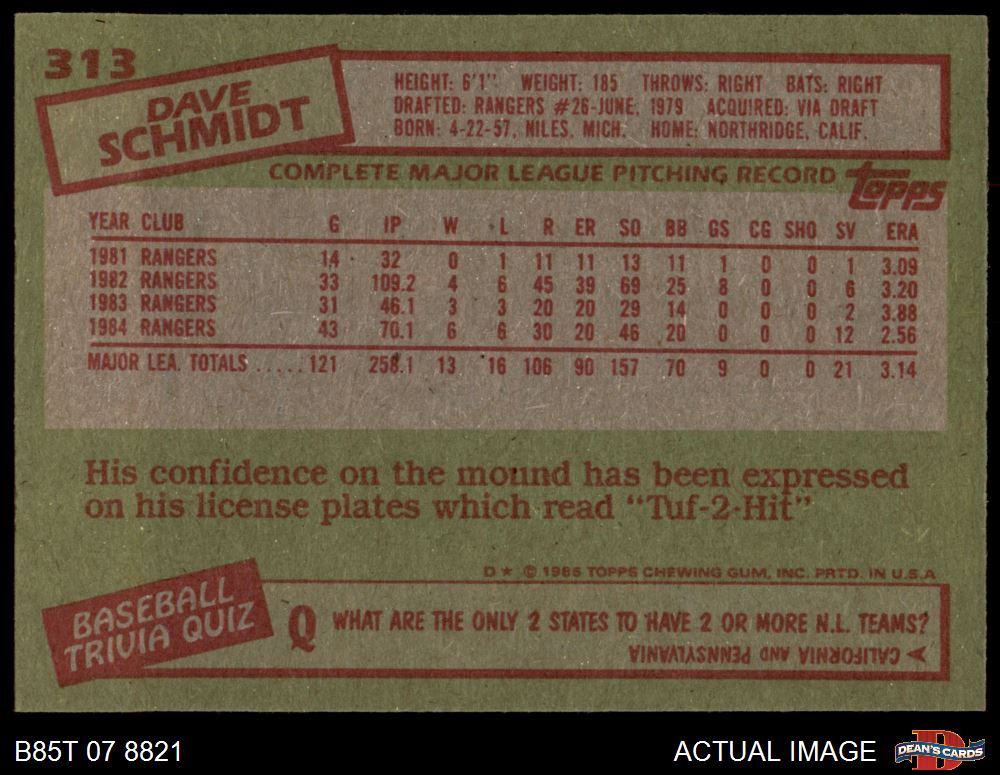 313
DAVE
SCHMIDT
HEIGHT: 6'1" WEIGHT: 185 THROWS: RIGHT BATS: RIGHT
DRAFTED: RANGERS #26-JUNE, 1979 ACQUIRED: VIA DRAFT
BORN: 4-22-57, NILES, MICH. HOME: NORTHRIDGE, CALIF.
COMPLETE MAJOR LEAGUE PITCHING RECORD topps
YEAR CLUB G IP W L R ER SO BB GS CG SHO SV ERA
1981 RANGERS 14 32 0 1 11 11 13 11 1 0 0 1 3.09
1982 RANGERS 33 109.2 4 6 45 39 69 25 8 0 0 6 3.20
1983 RANGERS 31 46.1 3 3 20 20 29 14 0 0 0 2 3.88
1984 RANGERS 43 70.1 6 6 30 20 46 20 0 0 0 12 2.56
MAJOR LEA. TOTALS .....121 258.1 13 16 106 90 157 70 9 0 0 21 3.14
His confidence on the mound has been expressed
on his license plates which read "Tuf-2-Hit"
D★ © 1985 TOPPS CHEWING GUM, INC. PRTD. IN U.S.A
BASEBALL
TRIVIA QUIZ
Q WHAT ARE THE ONLY 2 STATES TO HAVE 2 OR MORE N.L. TEAMS?
➤ CALIFORNIA AND PENNSYLVANIA
B85T 07 8821 ACTUAL IMAGE D DEAN'S CARDS